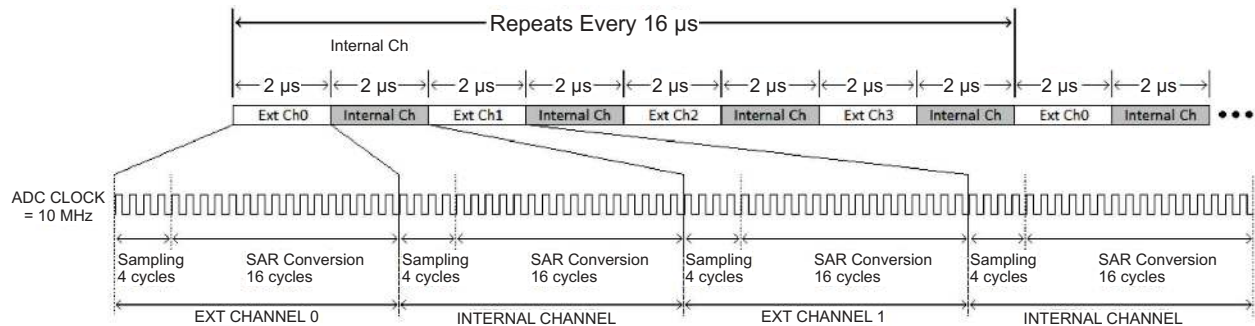 Repeats Every 16 µs
Internal Ch
2 µs 2 µs 2 µs 2 µs 2 µs 2 µs 2 µs 2 µs 2 µs 2 µs
Ext Ch0 Internal Ch Ext Ch1 Internal Ch Ext Ch2 Internal Ch Ext Ch3 Internal Ch Ext Ch0 Internal Ch
ADC CLOCK
= 10 MHz
Sampling SAR Conversion Sampling SAR Conversion Sampling SAR Conversion Sampling SAR Conversion
4 cycles 16 cycles 4 cycles 16 cycles 4 cycles 16 cycles 4 cycles 16 cycles
EXT CHANNEL 0 INTERNAL CHANNEL EXT CHANNEL 1 INTERNAL CHANNEL